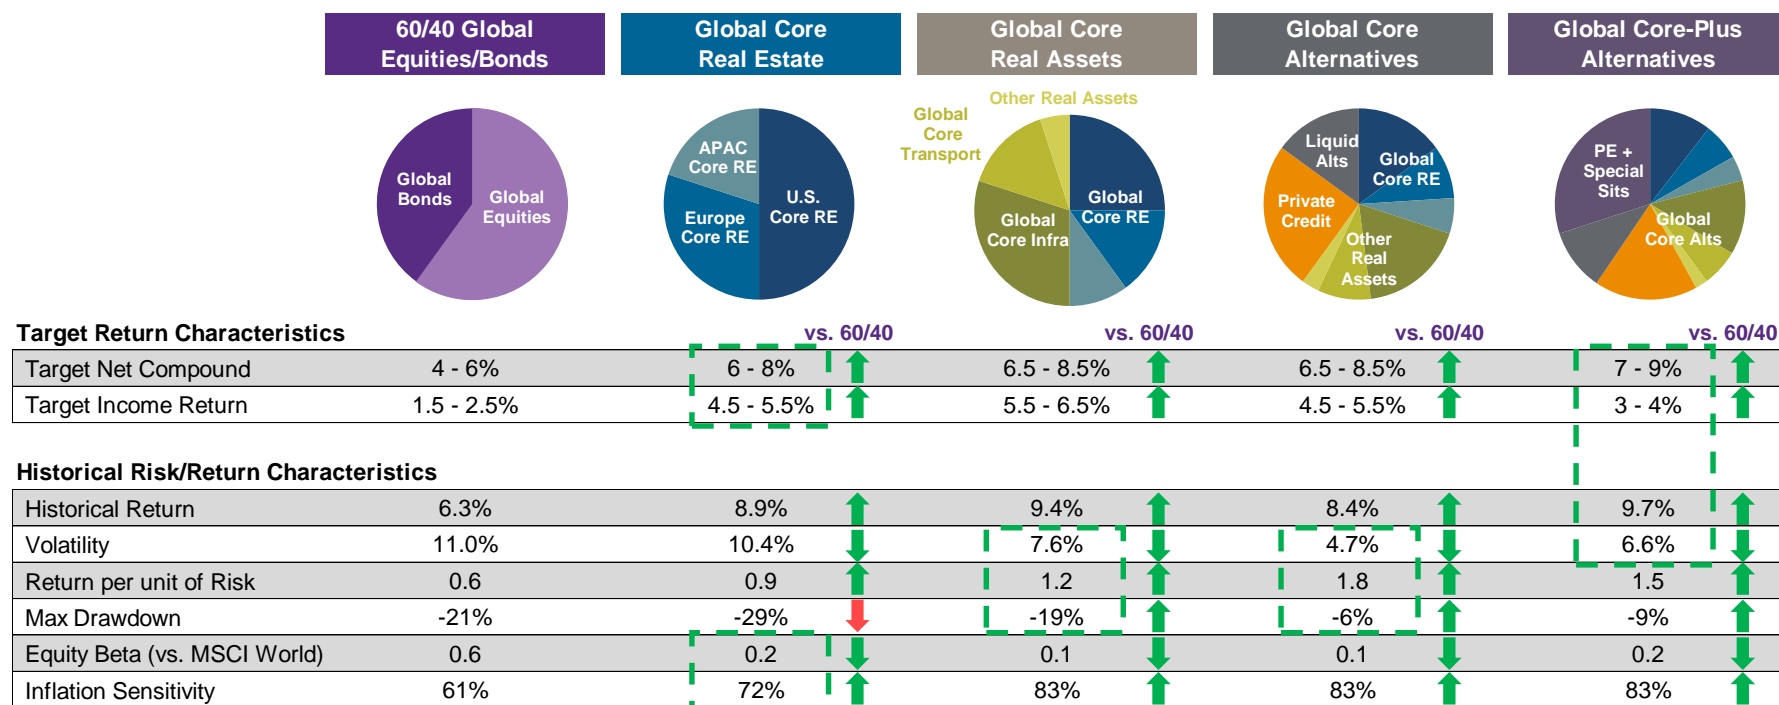 60/40 Global
Equities/Bonds
Global Core
Real Estate
Global Core
Real Assets
Global Core
Alternatives
Global Core-Plus
Alternatives
Global
Bonds
Global
Equities
APAC
Core RE
Europe
Core RE
U.S.
Core RE
Other Real Assets
Global
Core
Transport
Global
Core RE
Global
Core Infra
Liquid
Alts
Global
Core RE
Private
Credit
Other
Real
Assets
PE +
Special
Sits
Global
Core Alts
Target Return Characteristics vs. 60/40 vs. 60/40 vs. 60/40 vs. 60/40
Target Net Compound 4 - 6% 6 - 8% 6.5 - 8.5% 6.5 - 8.5% 7 - 9%
Target Income Return 1.5 - 2.5% 4.5 - 5.5% 5.5 - 6.5% 4.5 - 5.5% 3 - 4%
Historical Risk/Return Characteristics
Historical Return 6.3% 8.9% 9.4% 8.4% 9.7%
Volatility 11.0% 10.4% 7.6% 4.7% 6.6%
Return per unit of Risk 0.6 0.9 1.2 1.8 1.5
Max Drawdown -21% -29% -19% -6% -9%
Equity Beta (vs. MSCI World) 0.6 0.2 0.1 0.1 0.2
Inflation Sensitivity 61% 72% 83% 83% 83%